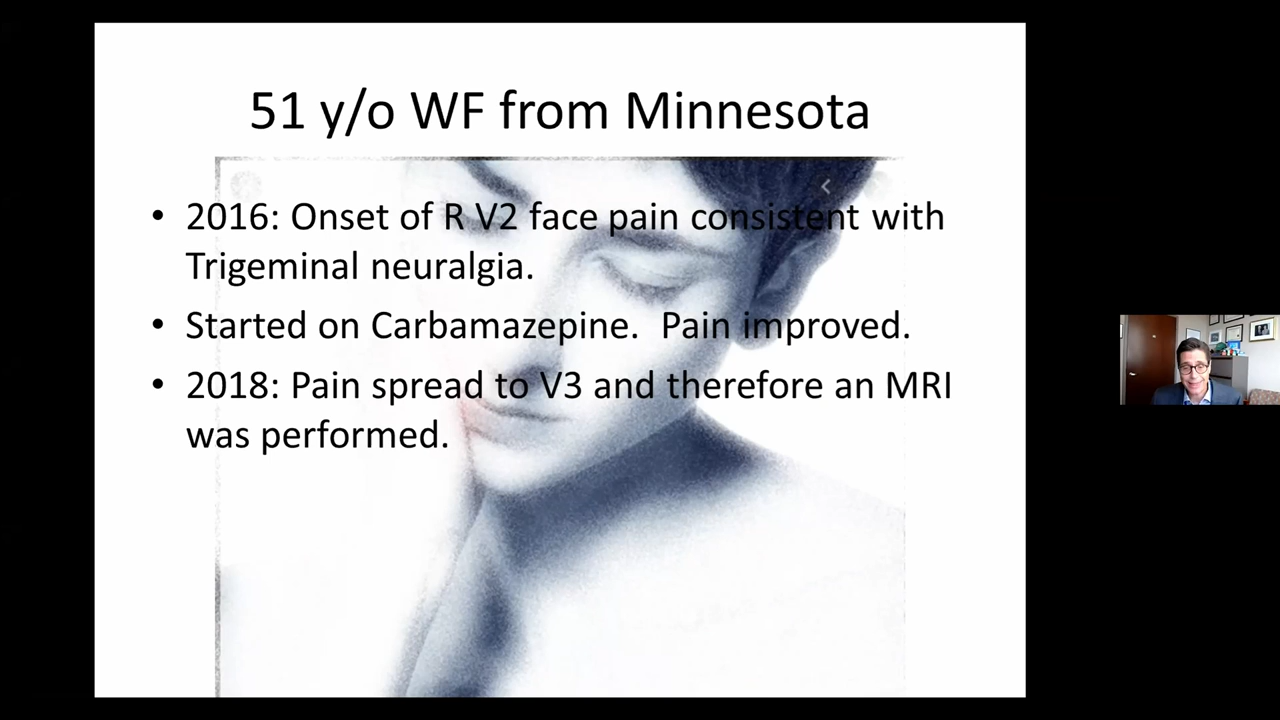 51 y/o WF from Minnesota
• 2016: Onset of R V2 face pain consistent with
Trigeminal neuralgia.
• Started on Carbamazepine.  Pain improved.
• 2018: Pain spread to V3 and therefore an MRI
was performed.